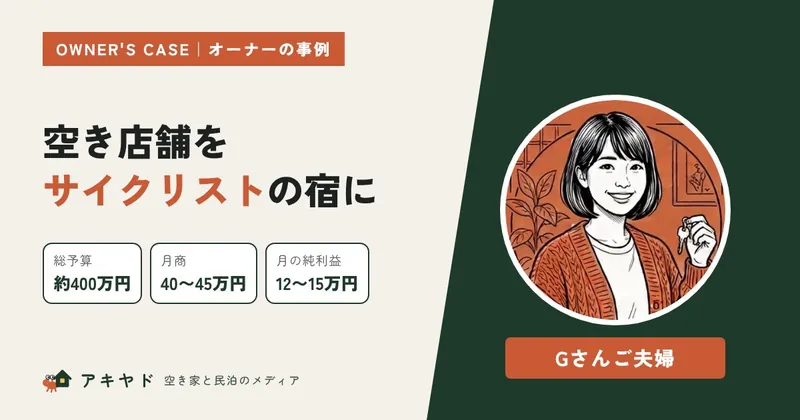 OWNER'S CASE｜オーナーの事例
空き店舗を
サイクリストの宿に
総予算
約400万円
月商
40〜45万円
月の純利益
12〜15万円
Gさんご夫婦
アキヤド 空き家と民泊のメディア